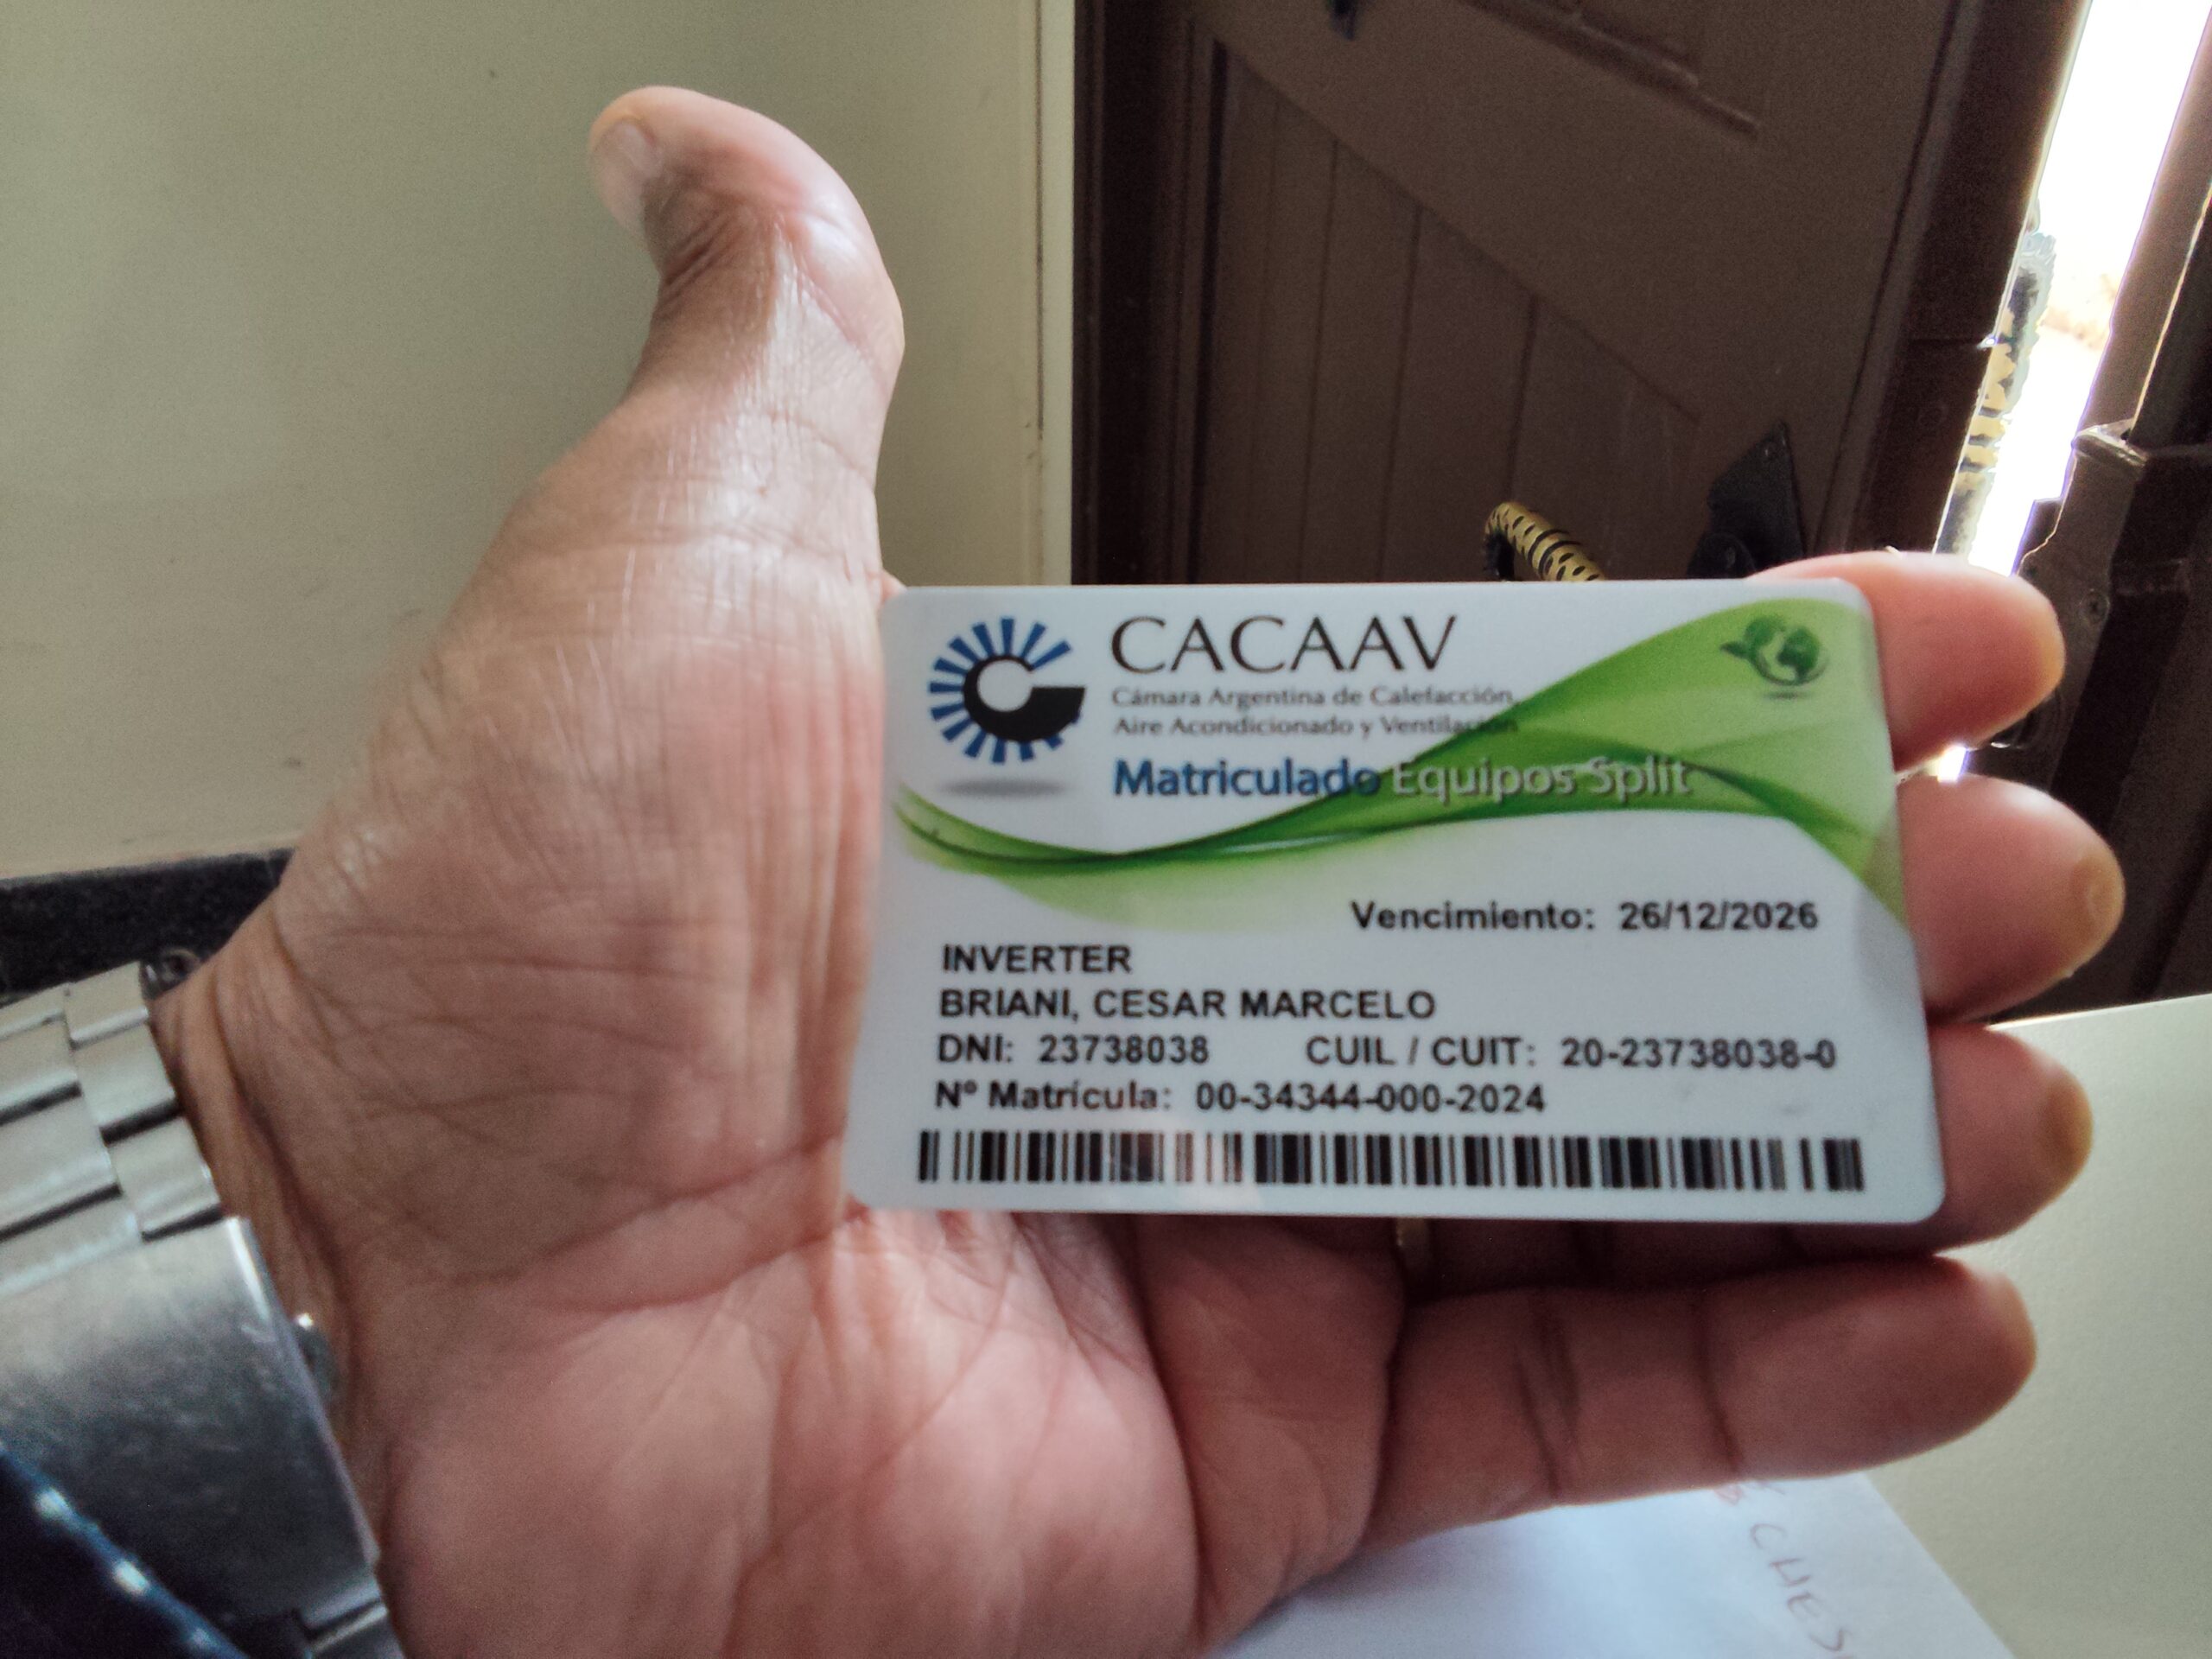 CACAAV
Cámara Argentina de Calefacción,
Aire Acondicionado y Ventilación
Matriculado Equipos Split
Vencimiento: 26/12/2026
INVERTER
BRIANI, CESAR MARCELO
DNI: 23738038 CUIL / CUIT: 20-23738038-0
Nº Matrícula: 00-34344-000-2024